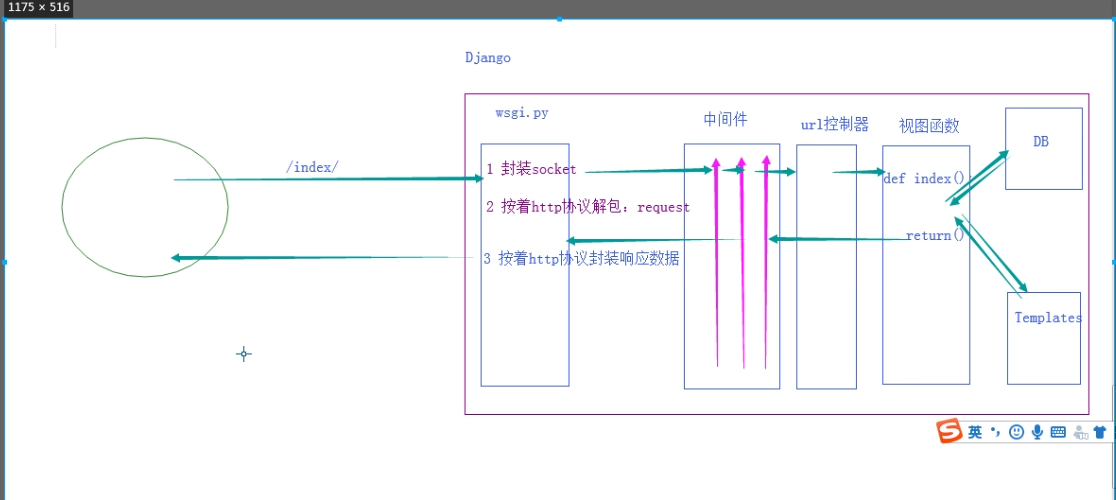 1175 × 516
Django
wsgi.py
中间件
url控制器
视图函数
DB
/index/
1 封装socket
def index()
2 按着http协议解包：request
return()
3 按着http协议封装响应数据
Templates
英